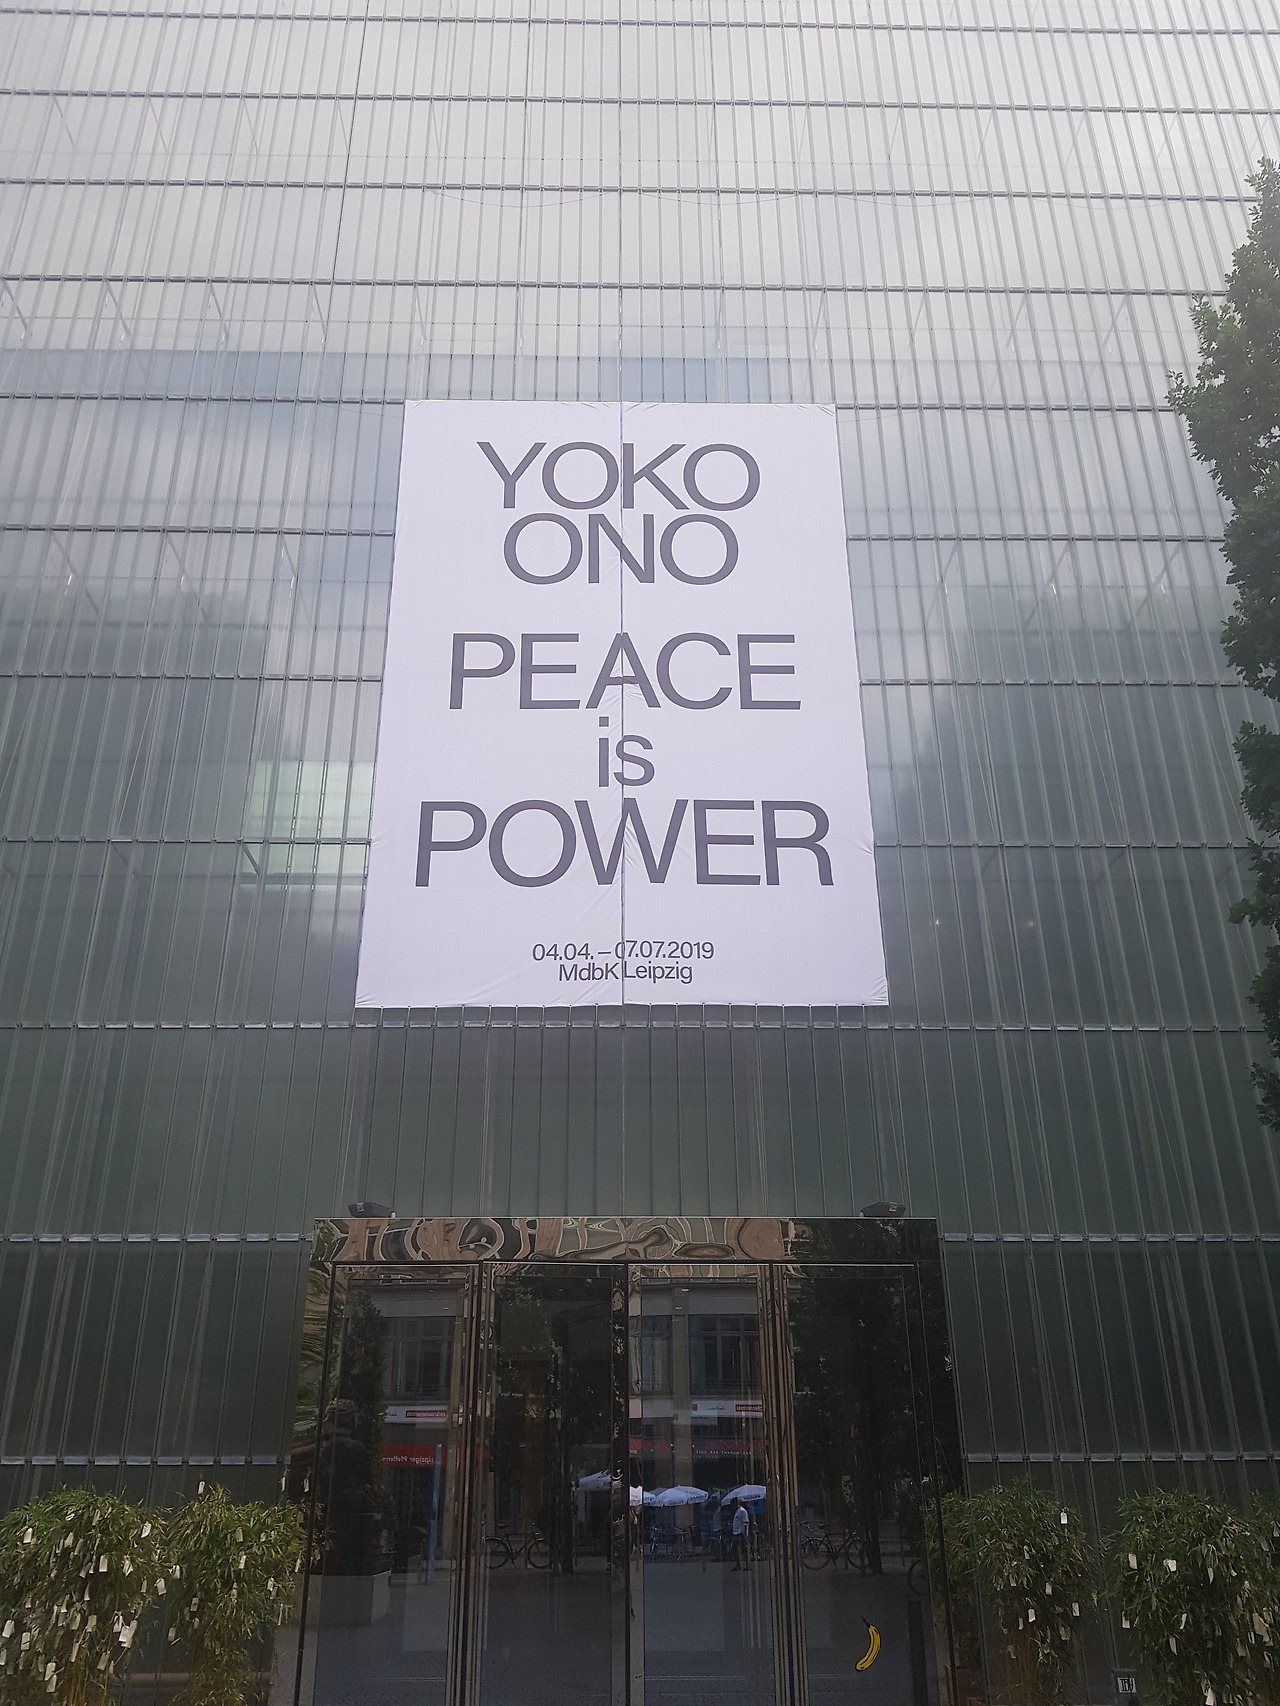 YOKO
ONO
PEACE
is
POWER
04.04. – 07.07.2019
MdbK Leipzig